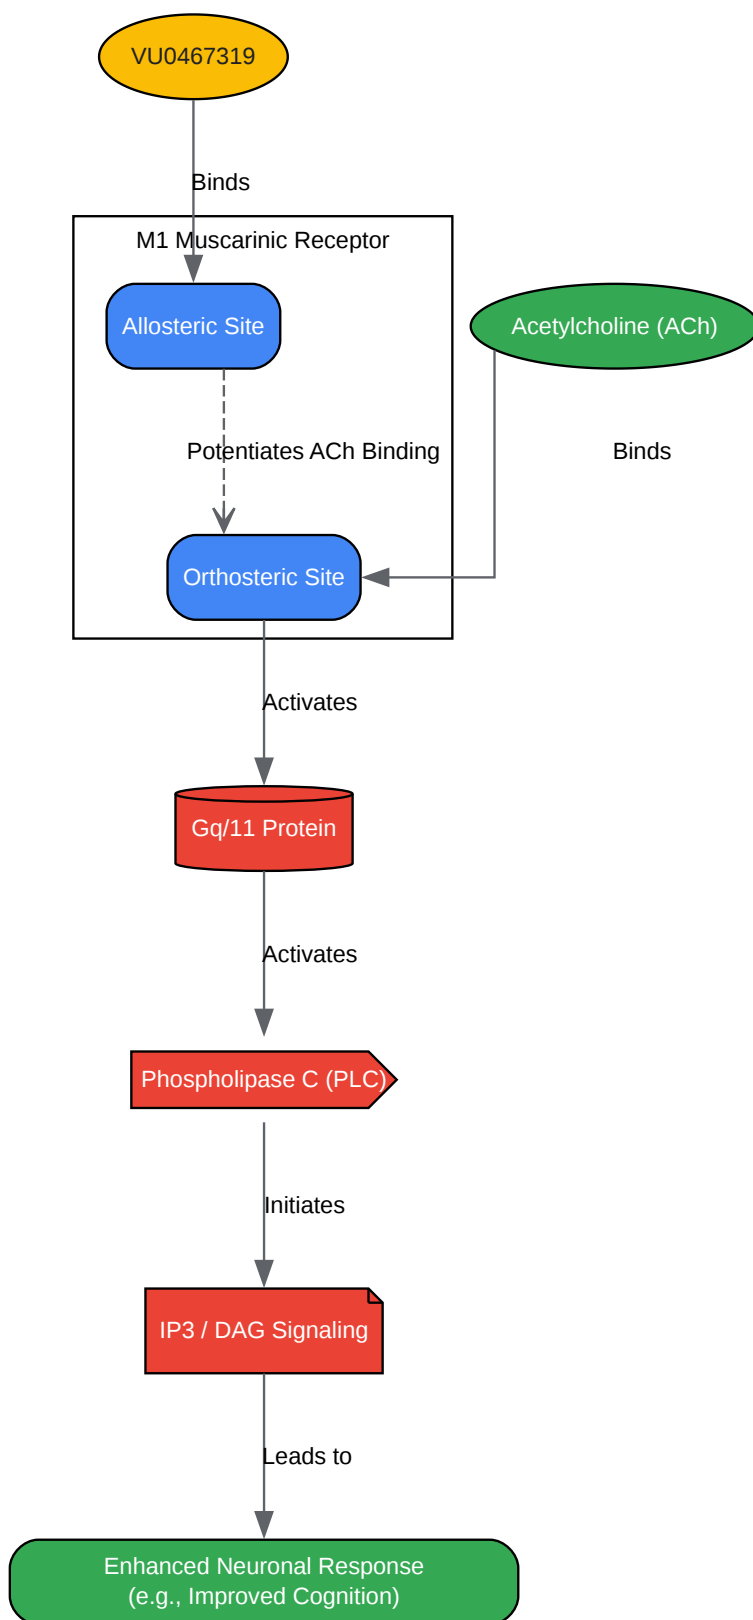 VU0467319
Binds
M1 Muscarinic Receptor
Allosteric Site
Acetylcholine (ACh)
Potentiates ACh Binding
Binds
Orthosteric Site
Activates
Gq/11 Protein
Activates
Phospholipase C (PLC)
Initiates
IP3 / DAG Signaling
Leads to
Enhanced Neuronal Response
(e.g., Improved Cognition)